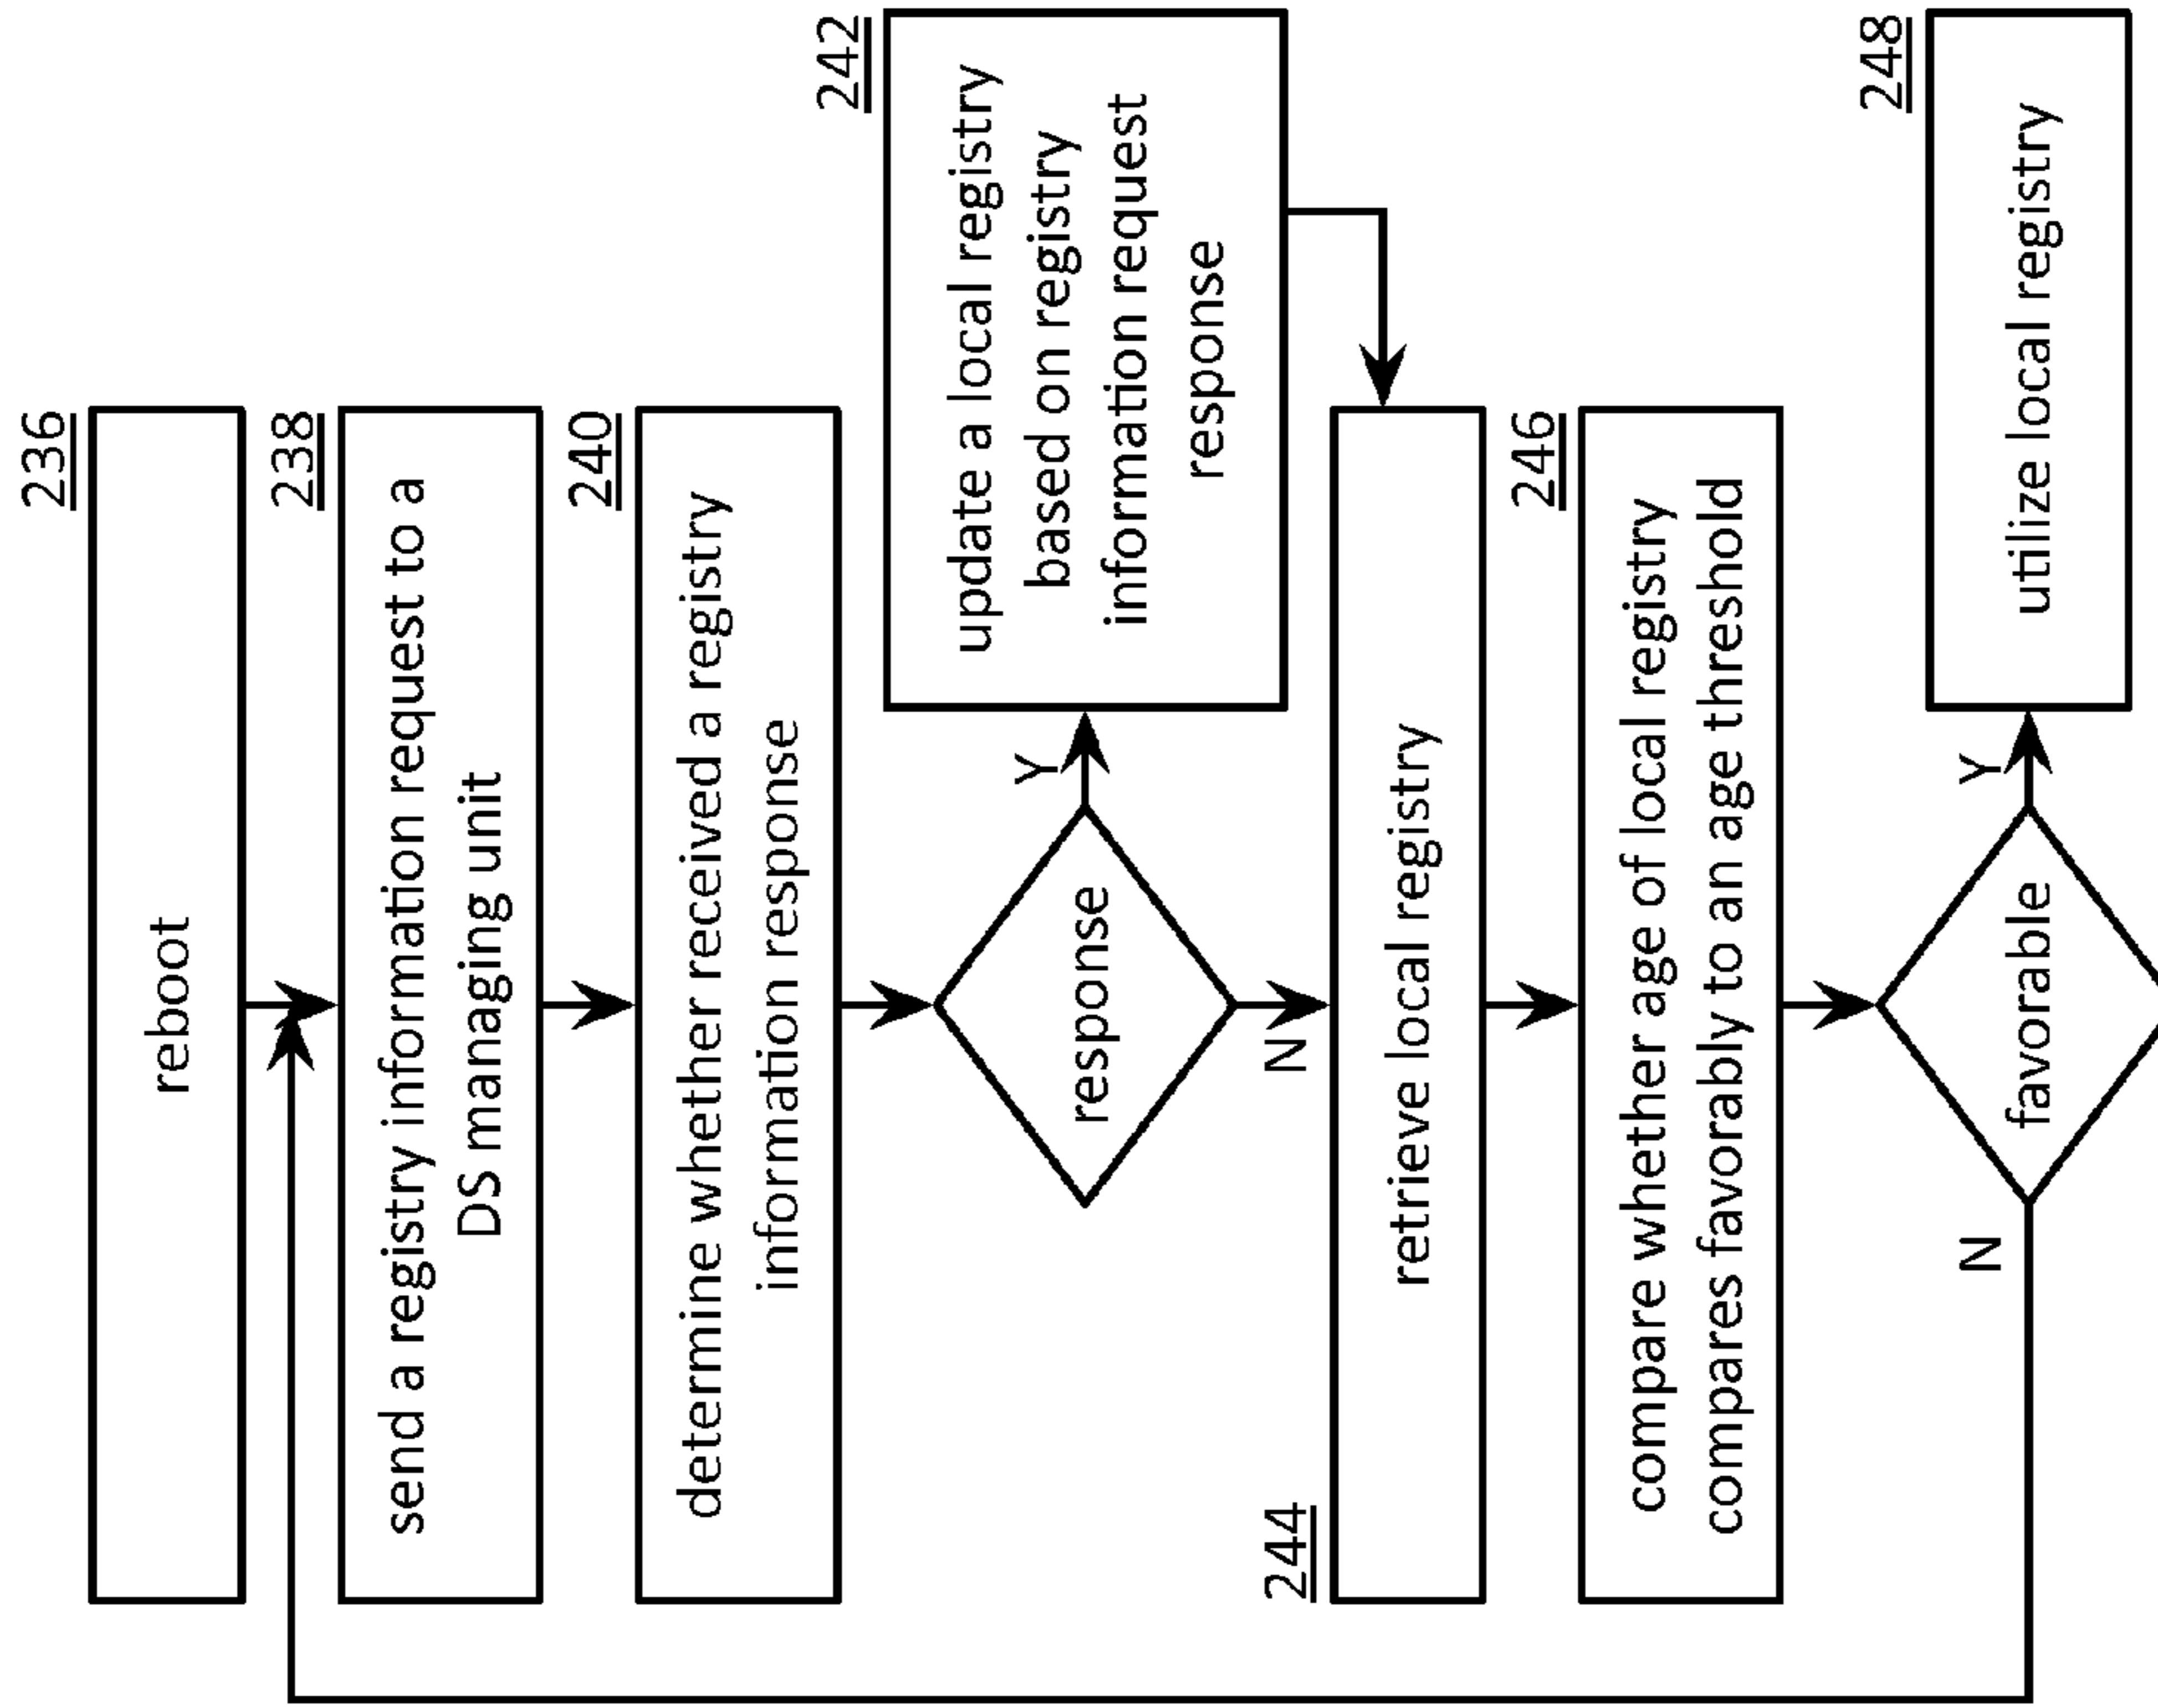 236
reboot
238
send a registry information request to a
DS managing unit
240
determine whether received a registry
information response
response
Y
242
update a local registry
based on registry
information request
response
N
244
retrieve local registry
246
compare whether age of local registry
compares favorably to an age threshold
favorable
N
Y
248
utilize local registry